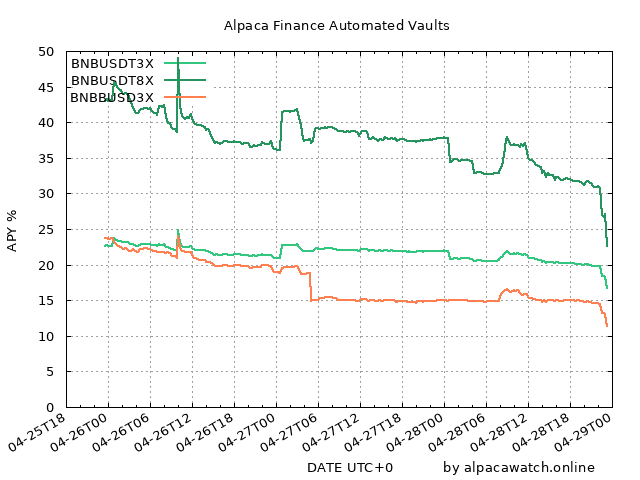 Alpaca Finance Automated Vaults
50
45
40
35
30
25
20
15
10
5
0
APY %
BNBUSDT3X
BNBUSDT8X
BNBBUSD3X
04-25T18
04-26T00
04-26T06
04-26T12
04-26T18
04-27T00
04-27T06
04-27T12
04-27T18
04-28T00
04-28T06
04-28T12
04-28T18
04-29T00
DATE UTC+0
by alpacawatch.online